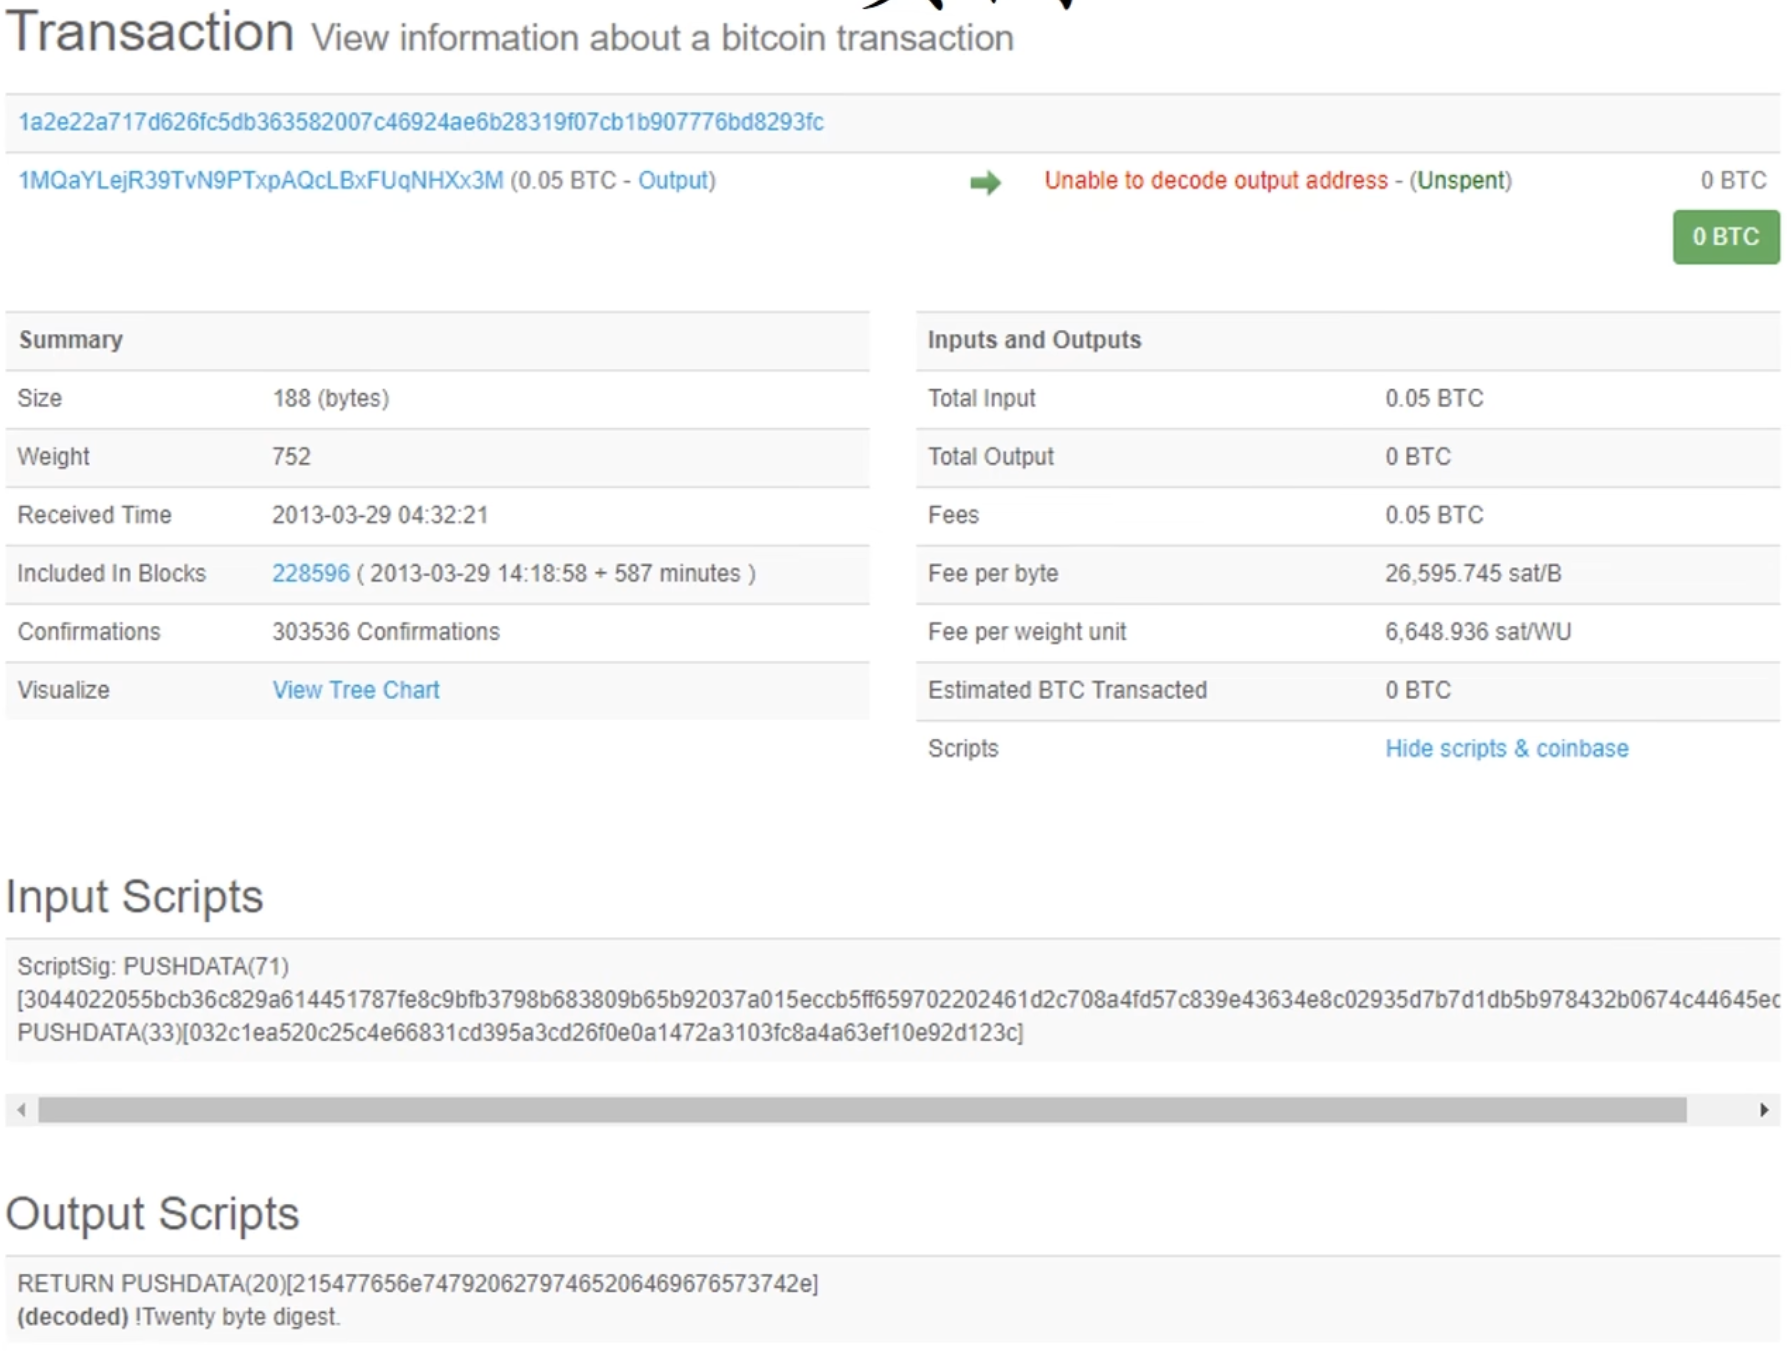 Transaction View information about a bitcoin transaction
1a2e22a717d626fc5db363582007c46924ae6b28319f07cb1b907776bd8293fc
1MQaYLejR39TvN9PTxpAQcLBxFUqNHXx3M (0.05 BTC - Output)
Unable to decode output address - (Unspent)
0 BTC
0 BTC
Summary
Size 188 (bytes)
Weight 752
Received Time 2013-03-29 04:32:21
Included In Blocks 228596 ( 2013-03-29 14:18:58 + 587 minutes )
Confirmations 303536 Confirmations
Visualize View Tree Chart
Inputs and Outputs
Total Input 0.05 BTC
Total Output 0 BTC
Fees 0.05 BTC
Fee per byte 26,595.745 sat/B
Fee per weight unit 6,648.936 sat/WU
Estimated BTC Transacted 0 BTC
Scripts Hide scripts & coinbase
Input Scripts
ScriptSig: PUSHDATA(71)
[3044022055bcb36c829a614451787fe8c9bfb3798b683809b65b92037a015eccb5ff659702202461d2c708a4fd57c839e43634e8c02935d7b7d1db5b978432b0674c44645ec
PUSHDATA(33)[032c1ea520c25c4e66831cd395a3cd26f0e0a1472a3103fc8a4a63ef10e92d123c]
Output Scripts
RETURN PUSHDATA(20)[215477656e74792062797465206469676573742e]
(decoded) !Twenty byte digest.